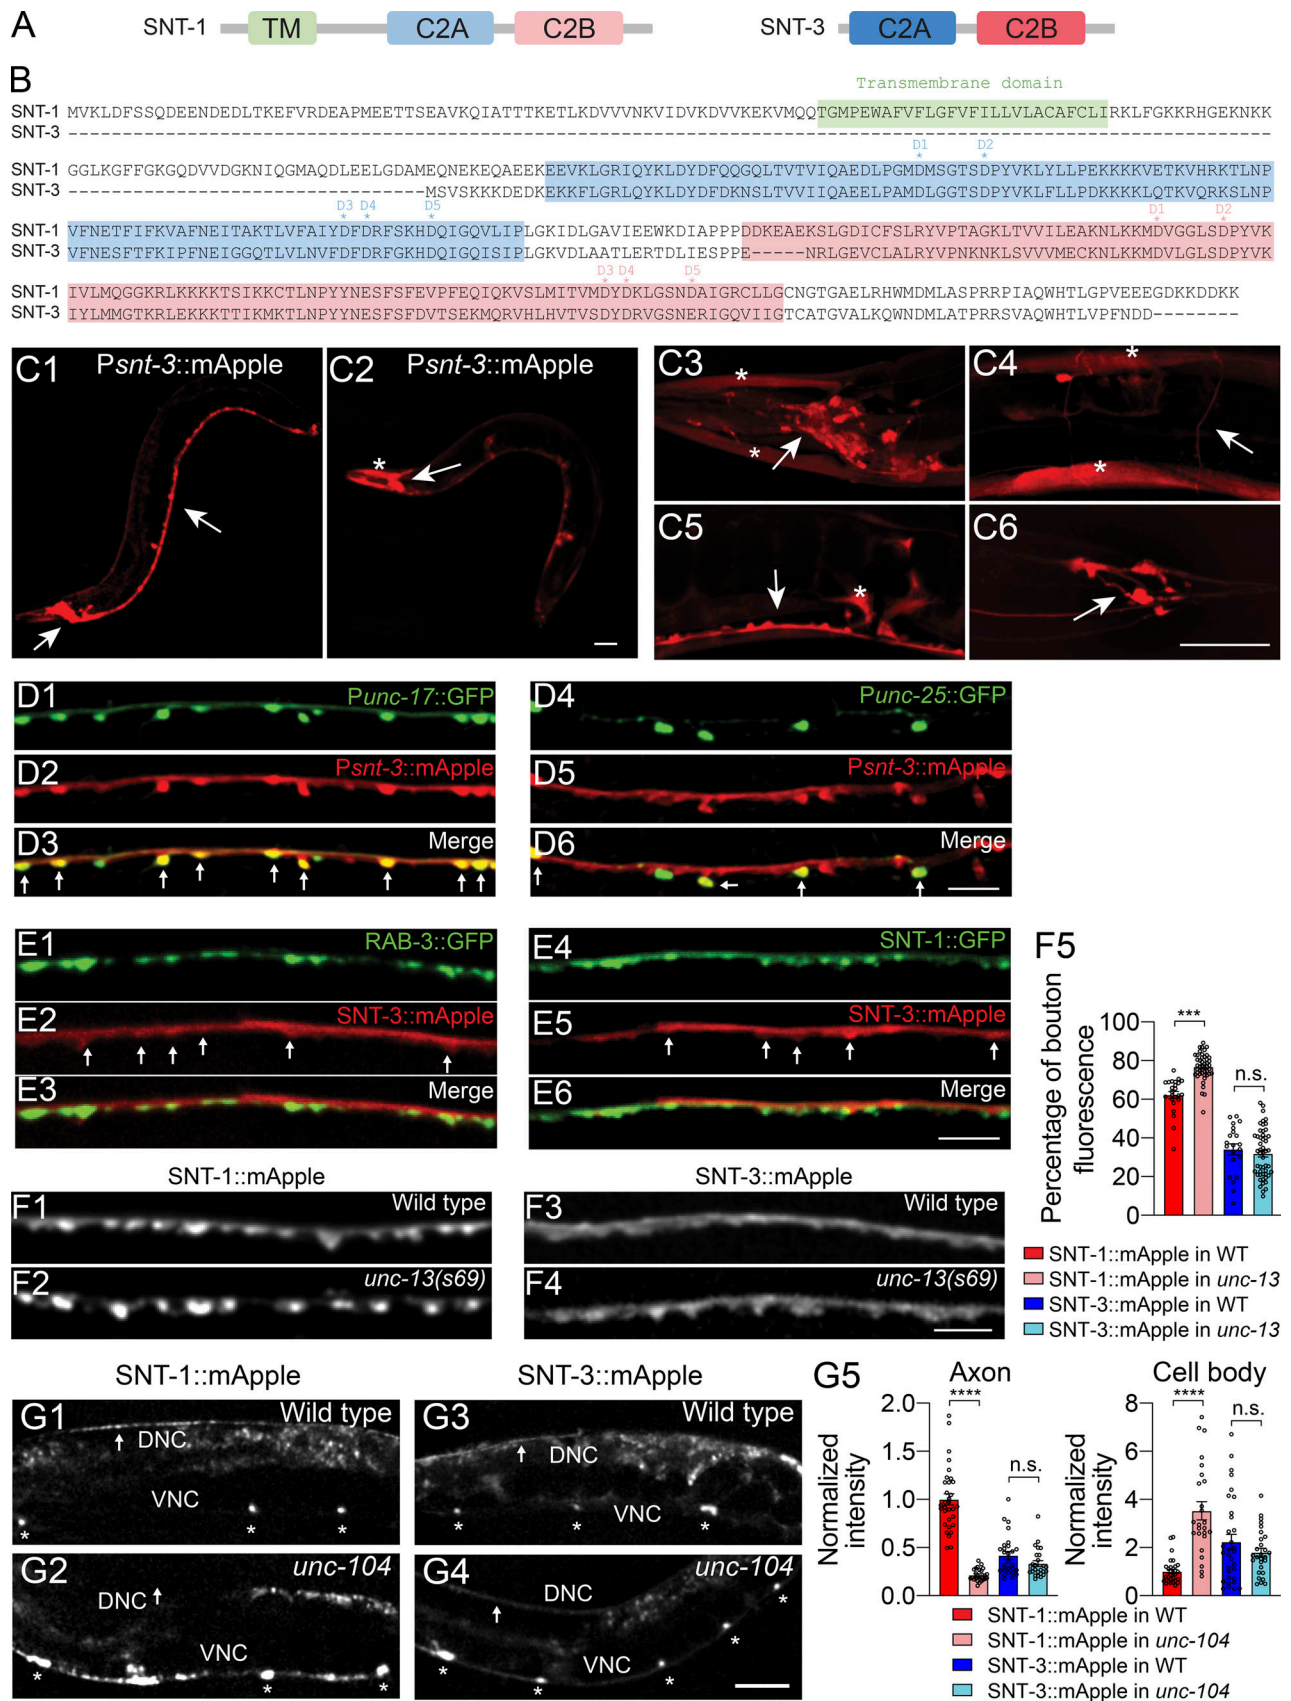 A
SNT-1 TM C2A C2B
SNT-3 C2A C2B
B
Transmembrane domain
SNT-1 MVKLDFSSQDEENDEDLTKEFVRDEAPMEETTSEAVKQIATTTKETLKDVVVNKVIDVKDVVKEKVMQQTGMPEWAFVFLGFVFILLVLACAFCLIRKLFGKKRHGEKNKK
SNT-3 ---------------------------------------------------------------------------------------------------------------
D1 D2
* *
SNT-1 GGLKGFFGKGQDVVDGKNIQGMAQDLEELGDAMEQNEKEQAEEKEEVKLGRIQYKLDYDFQQGQLTVTVIQAEDLPGMDMSGTSDPYVKLYLLPEKKKKVETKVHRKTLNP
SNT-3 ---------------------------------MSVSKKKDEDKEKKFLGRIQYKLDYDFDKNSLTVVIIQAEELPAMDLGGTSDPYVKLFLLPDKKKKLQTKVQRKSLNP
D3 D4 D5 D1 D2
* * * * *
SNT-1 VFNETFIFKVAFNEITAKTLVFAIYDFDRFSKHDQIGQVLIPLGKIDLGAVIEEWKDIAPPPDDKEAEKSLGDICFSLRYVPTAGKLTVVILEAKNLKKMDVGGLSDPYVK
SNT-3 VFNESFTFKIPFNEIGGQTLVLNVFDFDRFGKHDQIGQISIPLGKVDLAATLERTDLIESPPE-----NRLGEVCLALRYVPNKNKLSVVIMECKNLKKMDVLGLSDPYVK
D3 D4 D5
* * *
SNT-1 IVLMQGGKRLKKKKTSIKKCTLNPYYNESFSFEVPFEQIQKVSLMITVMDYDKLGSNDAIGRCLLGCNGTGAELRHWMDMLASPRRPIAQWHTLGPVEEEGDKKDDKK
SNT-3 IYLMMGTKRLEKKKTTIKMKTLNPYYNESFSFDVTSEKMQRVHLHVTVSDYDRVGSNERIGQVIIGTCATGVALKQWNDMLATPRRSVAQWHTLVPFNDD--------
C1 Psnt-3::mApple
C2 Psnt-3::mApple
C3
C4
C5
C6
D1 Punc-17::GFP
D2 Psnt-3::mApple
D3 Merge
D4 Punc-25::GFP
D5 Psnt-3::mApple
D6 Merge
E1 RAB-3::GFP
E2 SNT-3::mApple
E3 Merge
E4 SNT-1::GFP
E5 SNT-3::mApple
E6 Merge
SNT-1::mApple
F1 Wild type
F2 unc-13(s69)
SNT-3::mApple
F3 Wild type
F4 unc-13(s69)
F5
Percentage of bouton
fluorescence
100
80
60
40
20
0
***
n.s.
SNT-1::mApple in WT
SNT-1::mApple in unc-13
SNT-3::mApple in WT
SNT-3::mApple in unc-13
SNT-1::mApple
G1 Wild type
DNC
VNC
* * *
G2 unc-104
DNC
VNC
* * *
SNT-3::mApple
G3 Wild type
DNC
VNC
* * *
G4 unc-104
DNC
VNC
* * * * *
G5
Axon
Normalized
intensity
2.0
1.5
1.0
0.5
0.0
****
n.s.
Cell body
Normalized
intensity
8
6
4
2
0
****
n.s.
SNT-1::mApple in WT
SNT-1::mApple in unc-104
SNT-3::mApple in WT
SNT-3::mApple in unc-104